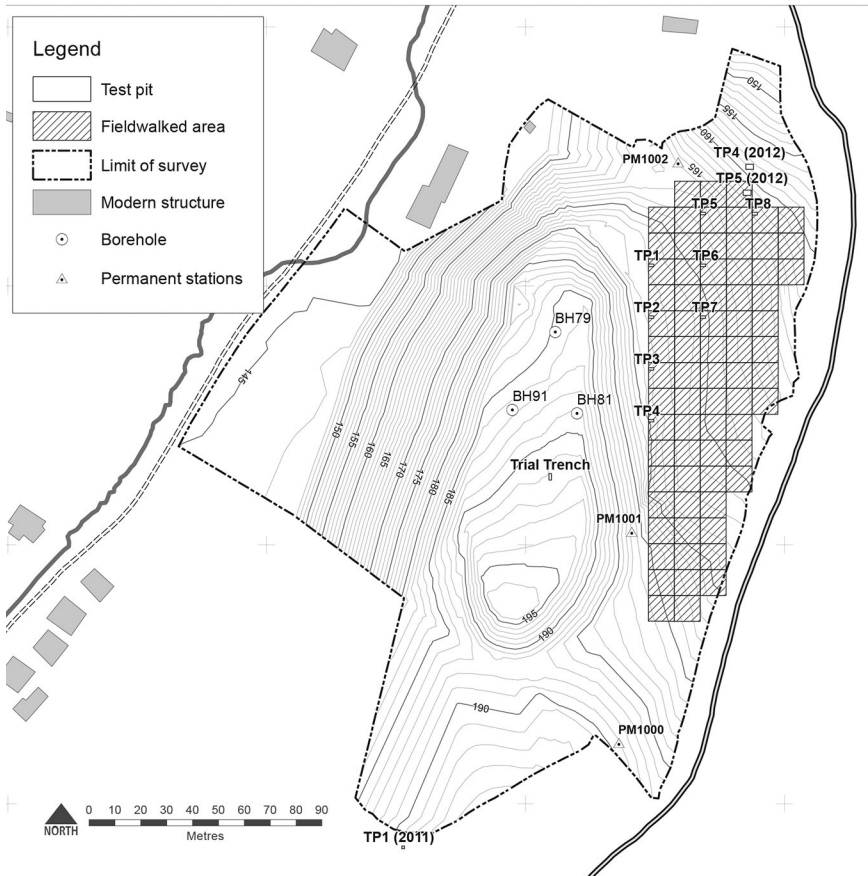 Legend
Test pit
Fieldwalked area
Limit of survey
Modern structure
Borehole
Permanent stations
150
155
160
165
PM1002
TP4 (2012)
TP5 (2012)
TP5
TP8
TP1
TP6
TP2
TP7
BH79
TP3
145
BH91
BH81
TP4
150
155
160
165
170
175
180
185
Trial Trench
PM1001
195
190
190
PM1000
NORTH
0 10 20 30 40 50 60 70 80 90
Metres
TP1 (2011)